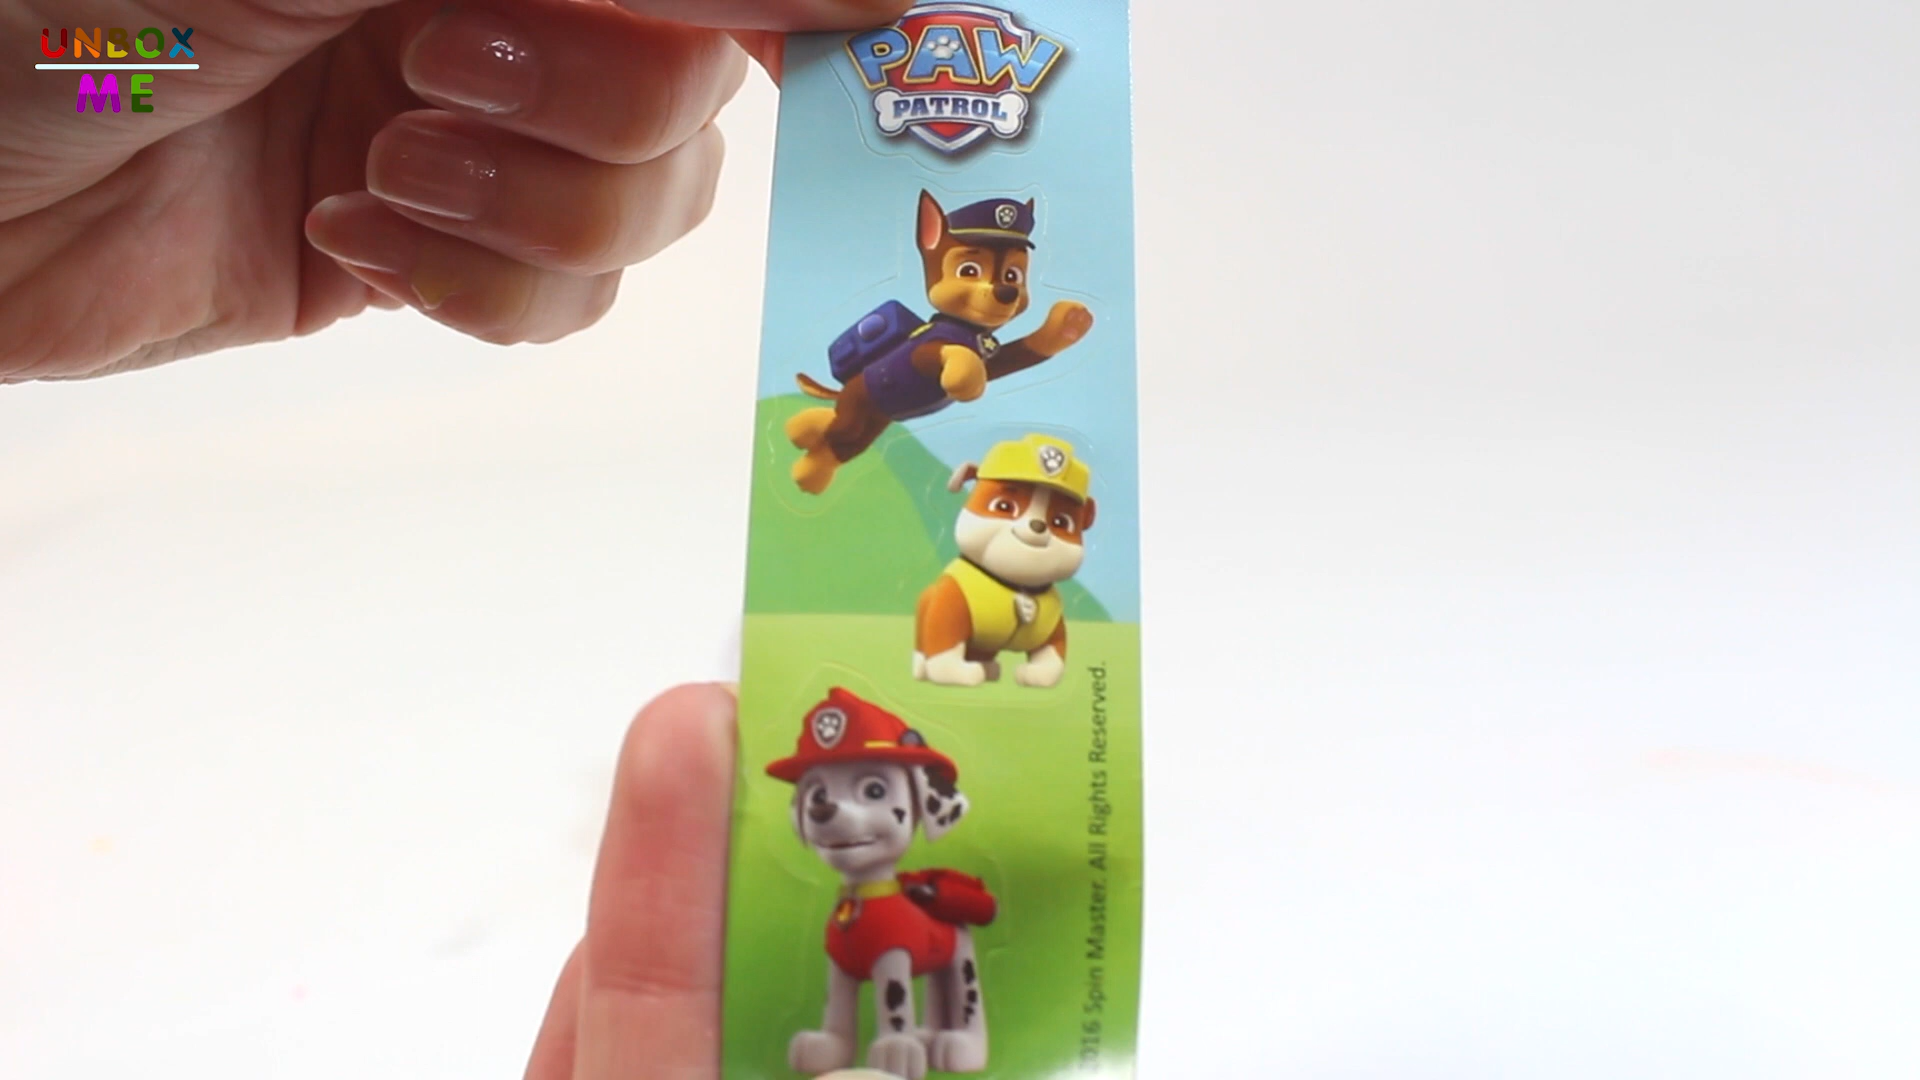 UNBOX
ME
PAW
PATROL
2016 Spin Master. All Rights Reserved.